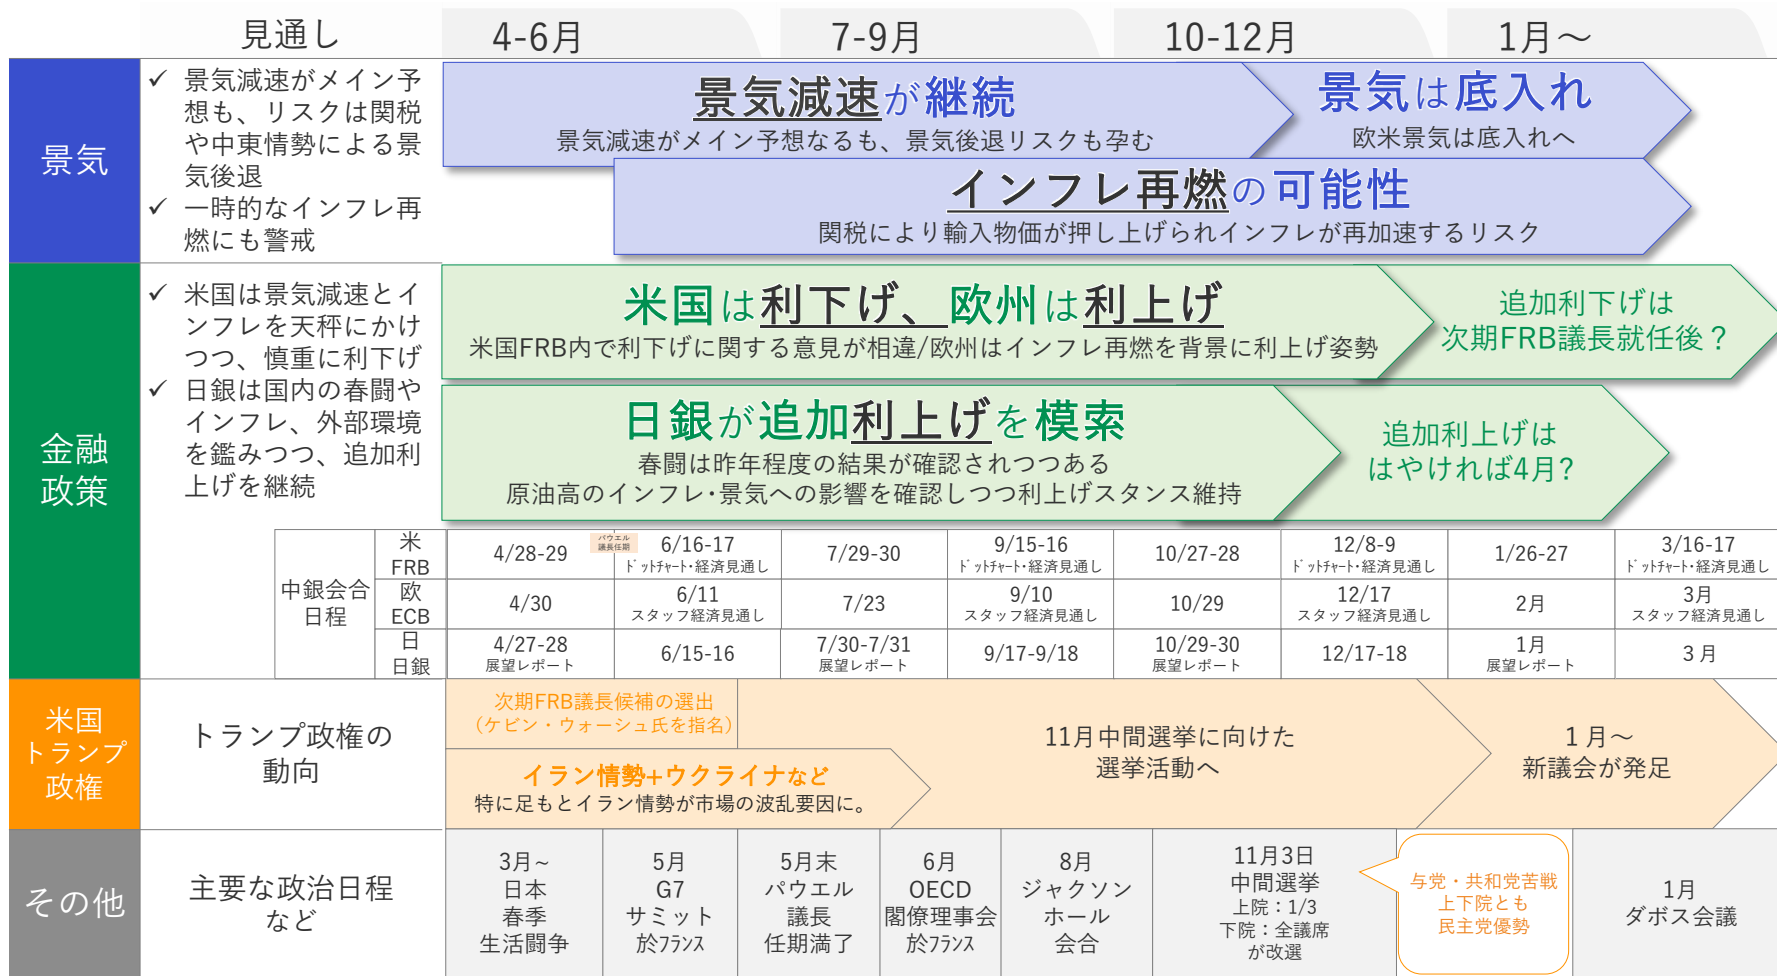 見通し
4-6月
7-9月
10-12月
1月～
景気
✓ 景気減速がメイン予
想も、リスクは関税
や中東情勢による景
気後退
✓ 一時的なインフレ再
燃にも警戒
景気減速が継続
景気減速がメイン予想なるも、景気後退リスクも孕む
景気は底入れ
欧米景気は底入れへ
インフレ再燃の可能性
関税により輸入物価が押し上げられインフレが再加速するリスク
金融
政策
✓ 米国は景気減速とイ
ンフレを天秤にかけ
つつ、慎重に利下げ
✓ 日銀は国内の春闘や
インフレ、外部環境
を鑑みつつ、追加利
上げを継続
米国は利下げ、欧州は利上げ
米国FRB内で利下げに関する意見が相違/欧州はインフレ再燃を背景に利上げ姿勢
追加利下げは
次期FRB議長就任後？
日銀が追加利上げを模索
春闘は昨年程度の結果が確認されつつある
原油高のインフレ･景気への影響を確認しつつ利上げスタンス維持
追加利上げは
はやければ4月?
中銀会合
日程
米
FRB
4/28-29
パウエル
議長任期
6/16-17
ﾄﾞｯﾄﾁｬｰﾄ･経済見通し
7/29-30
9/15-16
ﾄﾞｯﾄﾁｬｰﾄ･経済見通し
10/27-28
12/8-9
ﾄﾞｯﾄﾁｬｰﾄ･経済見通し
1/26-27
3/16-17
ﾄﾞｯﾄﾁｬｰﾄ･経済見通し
欧
ECB
4/30
6/11
スタッフ経済見通し
7/23
9/10
スタッフ経済見通し
10/29
12/17
スタッフ経済見通し
2月
3月
スタッフ経済見通し
日
日銀
4/27-28
展望レポート
6/15-16
7/30-7/31
展望レポート
9/17-9/18
10/29-30
展望レポート
12/17-18
1月
展望レポート
３月
米国
トランプ
政権
トランプ政権の
動向
次期FRB議長候補の選出
(ケビン・ウォーシュ氏を指名)
イラン情勢+ウクライナなど
特に足もとイラン情勢が市場の波乱要因に。
11月中間選挙に向けた
選挙活動へ
１月～
新議会が発足
その他
主要な政治日程
など
3月~
日本
春季
生活闘争
5月
G7
サミット
於ﾌﾗﾝｽ
5月末
パウエル
議長
任期満了
6月
OECD
閣僚理事会
於ﾌﾗﾝｽ
8月
ジャクソン
ホール
会合
11月3日
中間選挙
上院：1/3
下院：全議席
が改選
与党・共和党苦戦
上下院とも
民主党優勢
1月
ダボス会議